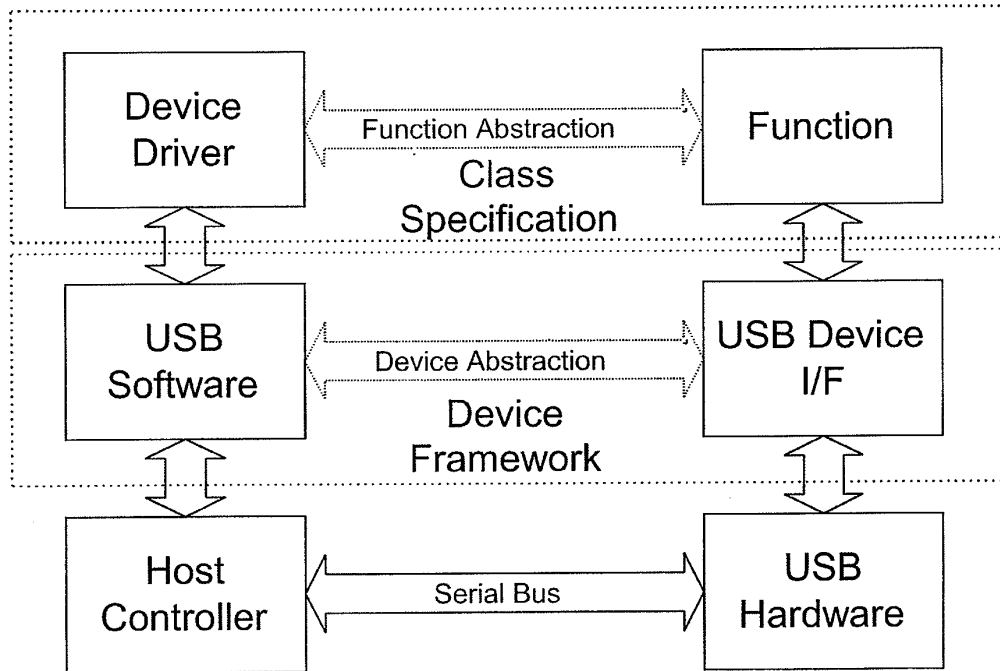 Device
Driver
Function Abstraction
Class
Specification
Function
USB
Software
Device Abstraction
Device
Framework
USB Device
I/F
Host
Controller
Serial Bus
USB
Hardware